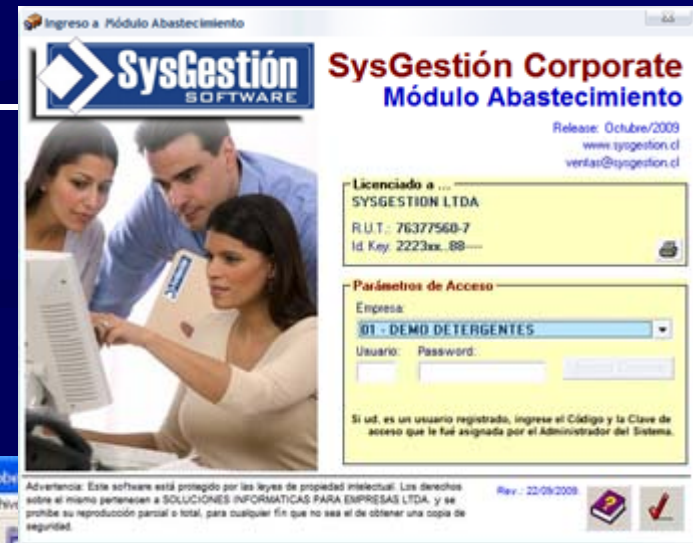 Ingreso a Módulo Abastecimiento
SysGestión
SOFTWARE
SysGestión Corporate
Módulo Abastecimiento
Release: Octubre/2009
www.sysgestion.cl
ventas@sysgestion.cl
Licenciado a ...
SYSGESTION LTDA
R.U.T.: 76377560-7
Id. Key: 2223xx..88----
Parámetros de Acceso
Empresa:
01 - DEMO DETERGENTES
Usuario: Password:
Si ud. es un usuario registrado, ingrese el Código y la Clave de
acceso que le fué asignada por el Administrador del Sistema.
Advertencia: Este software está protegido por las leyes de propiedad intelectual. Los derechos
sobre el mismo pertenecen a SOLUCIONES INFORMATICAS PARA EMPRESAS LTDA. y se
prohibe su reproducción parcial o total, para cualquier fín que no sea el de obtener una copia de
seguridad.
Rev.: 22/09/2009